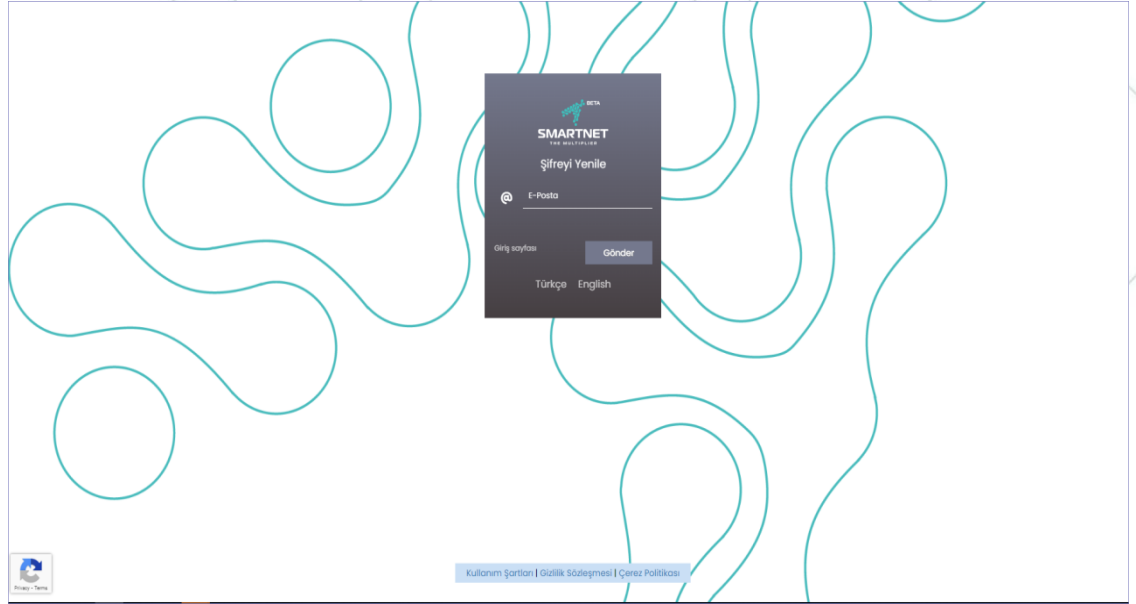 BETA
SMARTNET
THE MULTIPLIER
Şifreyi Yenile
@ E-Posta
Giriş sayfası
Gönder
Türkçe English
Kullanım Şartları | Gizlilik Sözleşmesi | Çerez Politikası
Privacy - Terms